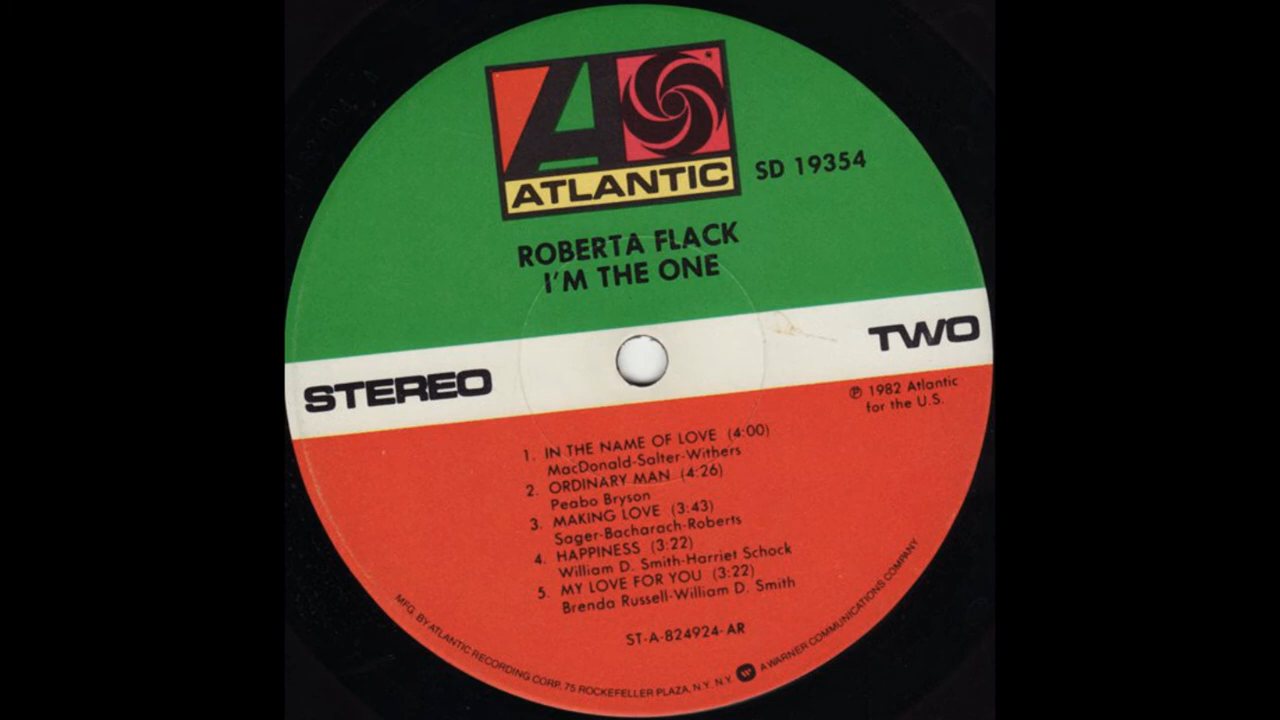 ATLANTIC
SD 19354
ROBERTA FLACK
I'M THE ONE
STEREO
TWO
℗ 1982 Atlantic
for the U.S.
1. IN THE NAME OF LOVE (4:00)
MacDonald-Salter-Withers
2. ORDINARY MAN (4:26)
Peabo Bryson
3. MAKING LOVE (3:43)
Sager-Bacharach-Roberts
4. HAPPINESS (3:22)
William D. Smith-Harriet Schock
5. MY LOVE FOR YOU (3:22)
Brenda Russell-William D. Smith
ST-A-824924-AR
MFG. BY ATLANTIC RECORDING CORP. 75 ROCKEFELLER PLAZA, N.Y. N.Y. A WARNER COMMUNICATIONS COMPANY